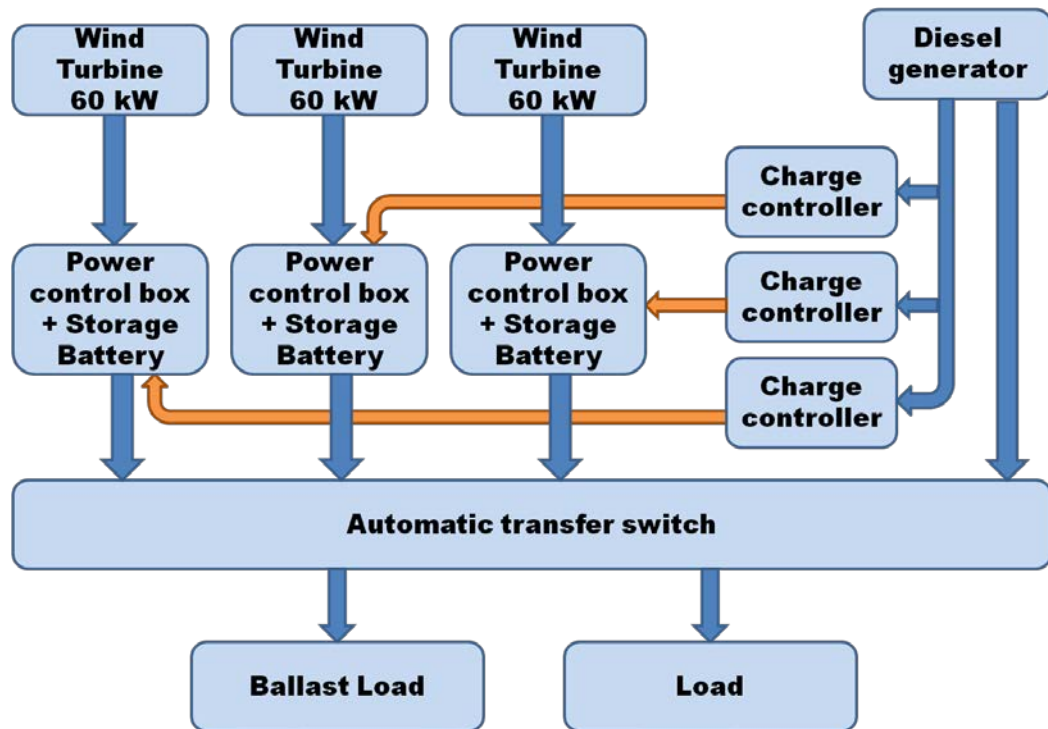 Wind
Turbine
60 kW
Wind
Turbine
60 kW
Wind
Turbine
60 kW
Diesel
generator
Charge
controller
Power
control box
+ Storage
Battery
Power
control box
+ Storage
Battery
Power
control box
+ Storage
Battery
Charge
controller
Charge
controller
Automatic transfer switch
Ballast Load
Load